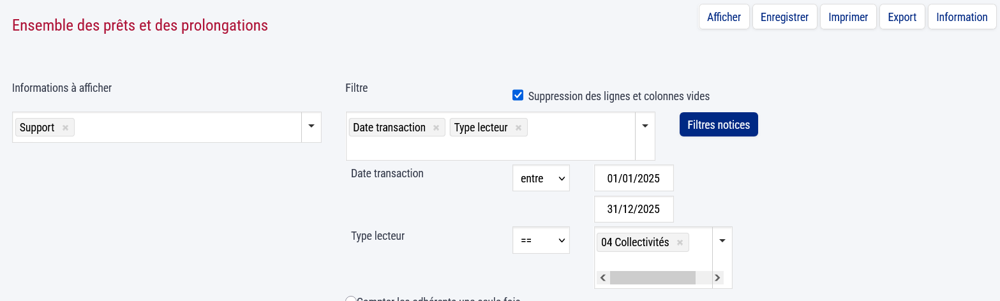 Ensemble des prêts et des prolongations
Afficher Enregistrer Imprimer Export Information
Informations à afficher
Filtre
Suppression des lignes et colonnes vides
Support ×
Date transaction × Type lecteur ×
Filtres notices
Date transaction
entre
01/01/2025
31/12/2025
Type lecteur
==
04 Collectivités ×
Compter les adhérents une seule fois